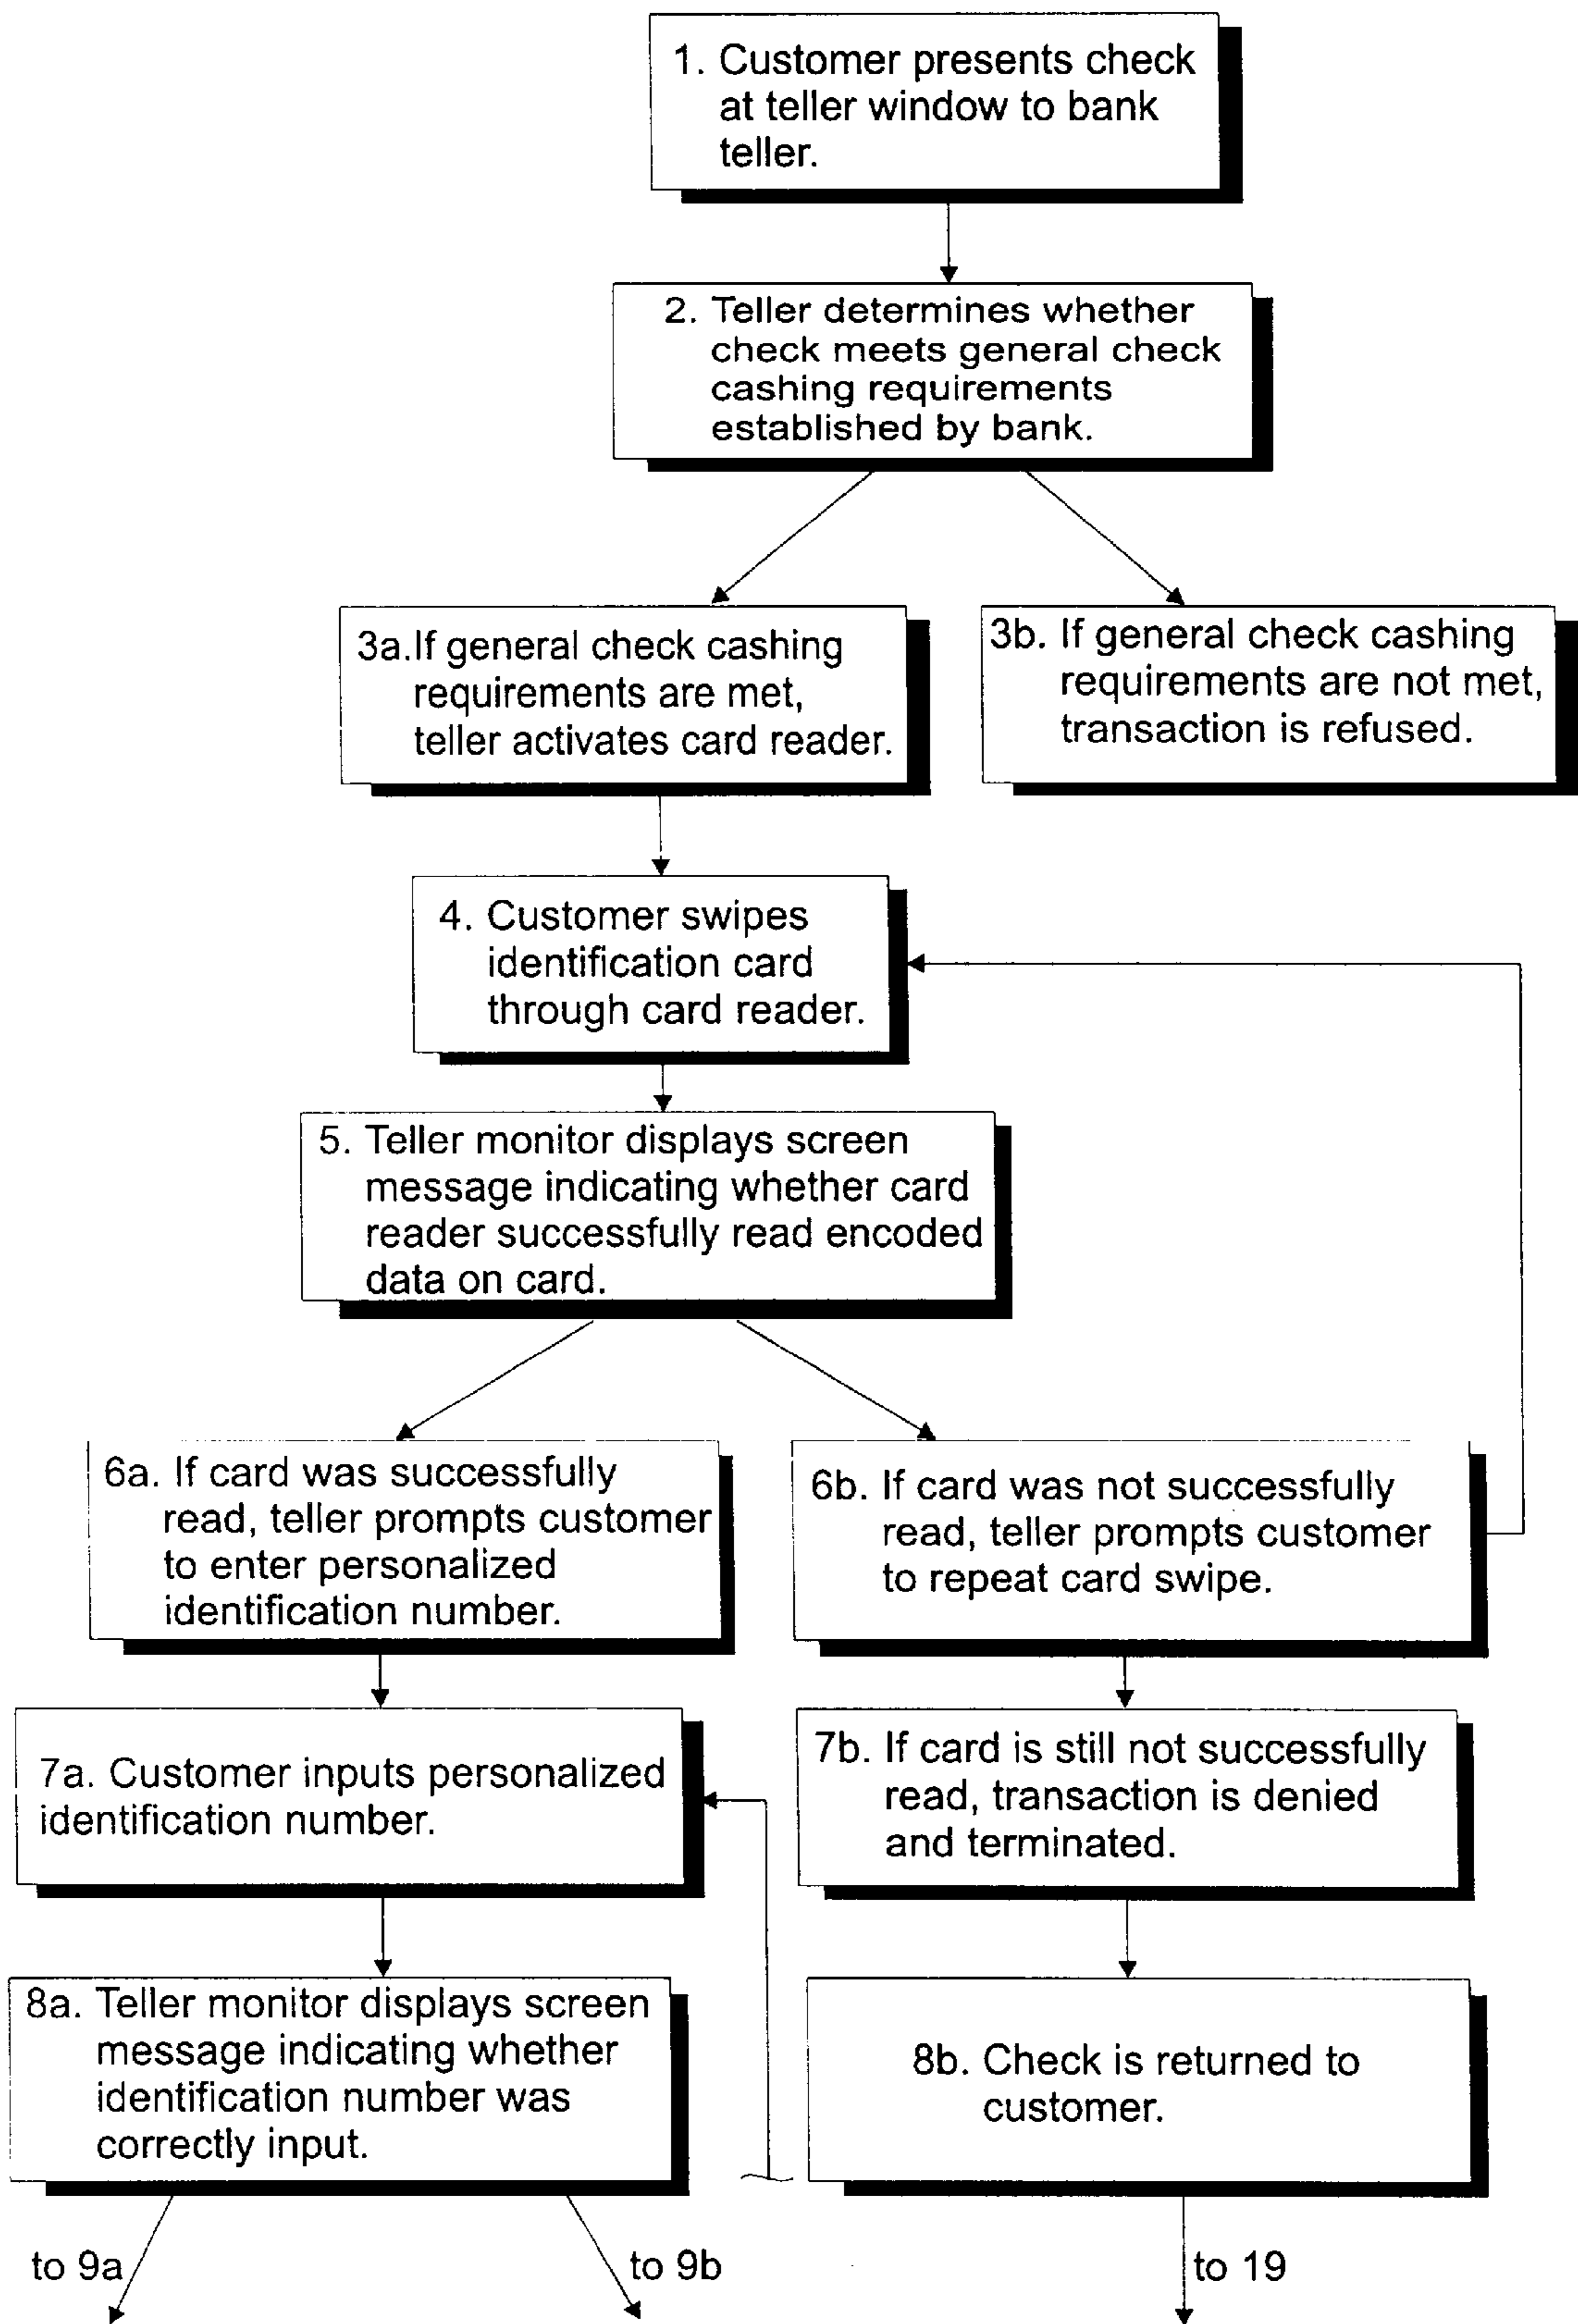 1. Customer presents check
at teller window to bank
teller.
2. Teller determines whether
check meets general check
cashing requirements
established by bank.
3a.If general check cashing
requirements are met,
teller activates card reader.
3b. If general check cashing
requirements are not met,
transaction is refused.
4. Customer swipes
identification card
through card reader.
5. Teller monitor displays screen
message indicating whether card
reader successfully read encoded
data on card.
6a. If card was successfully
read, teller prompts customer
to enter personalized
identification number.
6b. If card was not successfully
read, teller prompts customer
to repeat card swipe.
7a. Customer inputs personalized
identification number.
7b. If card is still not successfully
read, transaction is denied
and terminated.
8a. Teller monitor displays screen
message indicating whether
identification number was
correctly input.
8b. Check is returned to
customer.
to 9a
to 9b
to 19